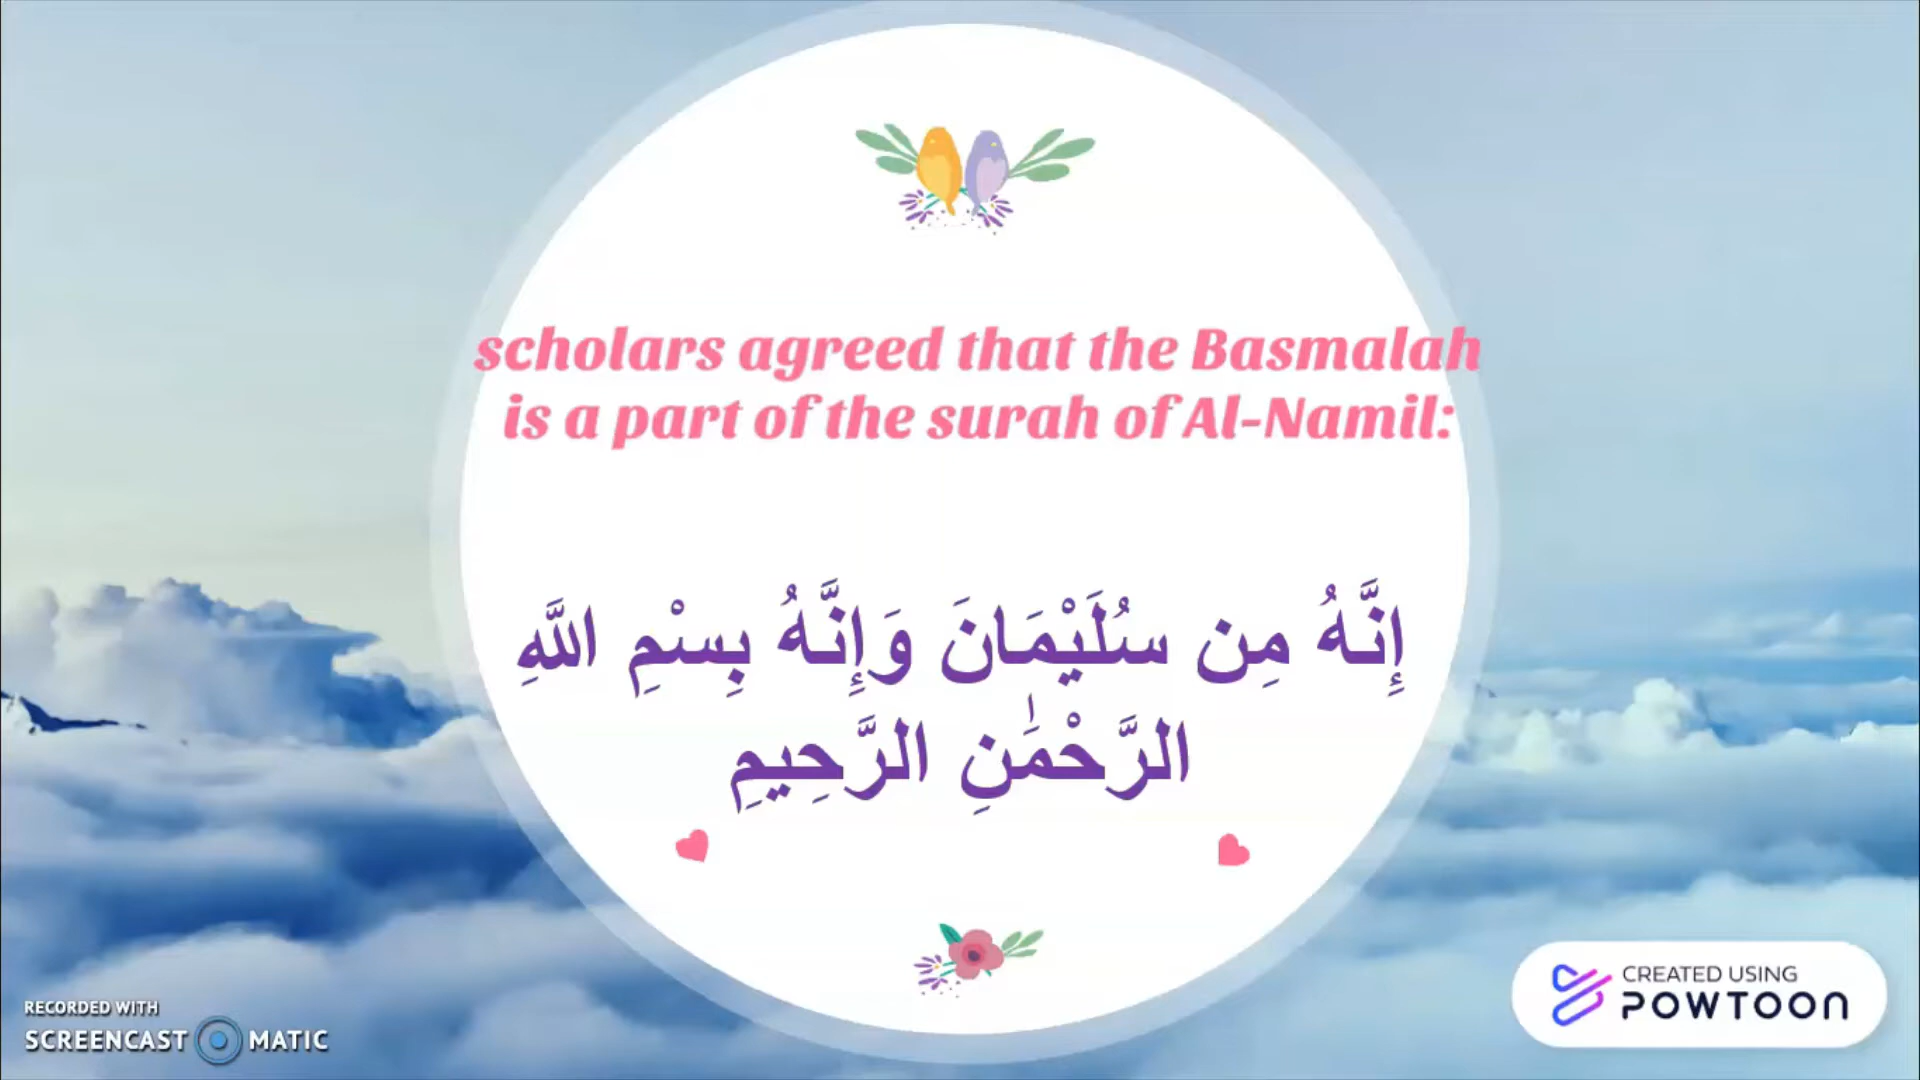 scholars agreed that the Basmalah
is a part of the surah of Al-Namil:
إِنَّهُ مِن سُلَيْمَانَ وَإِنَّهُ بِسْمِ اللَّهِ
الرَّحْمَٰنِ الرَّحِيمِ
RECORDED WITH
SCREENCAST MATIC
CREATED USING
POWTOON